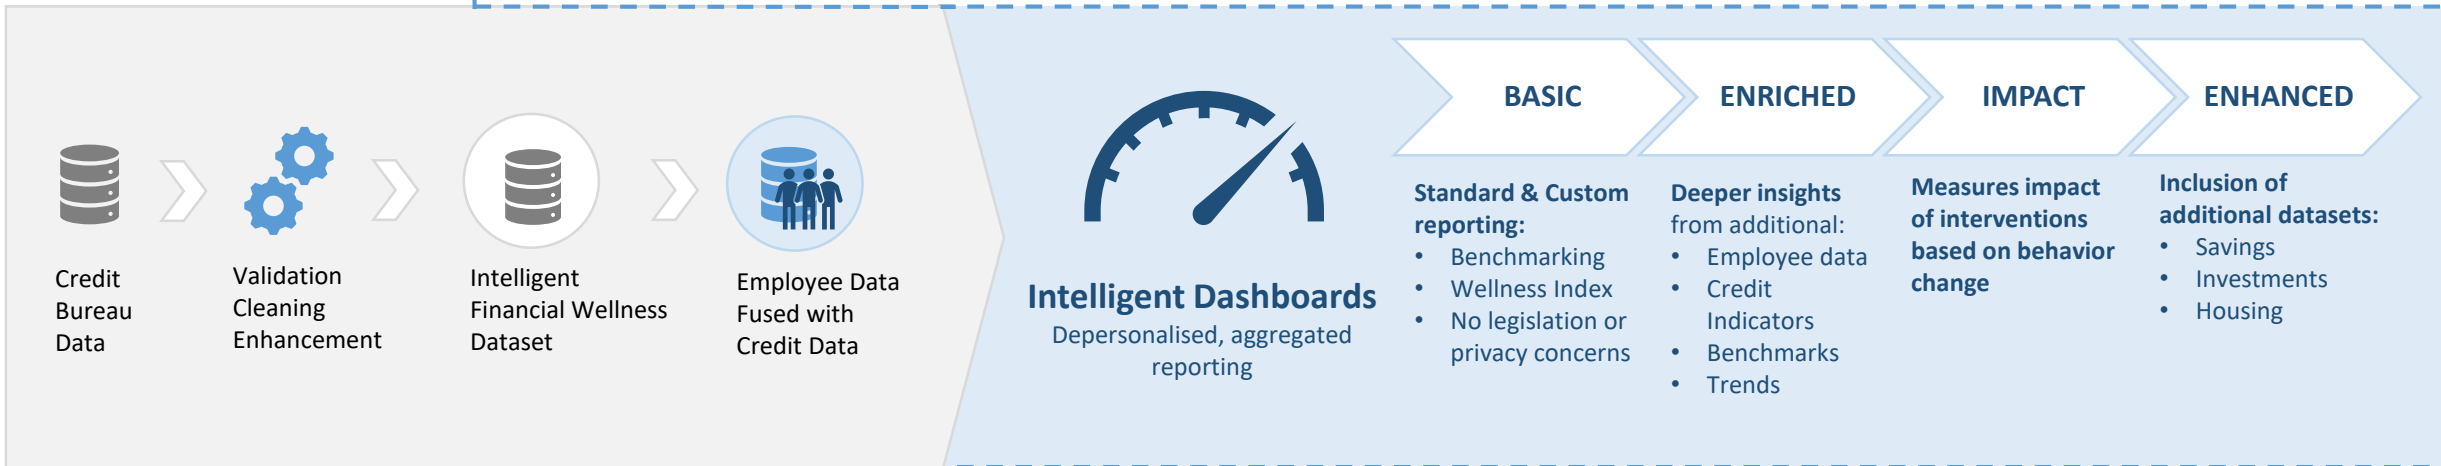 Credit
Bureau
Data
Validation
Cleaning
Enhancement
Intelligent
Financial Wellness
Dataset
Employee Data
Fused with
Credit Data
Intelligent Dashboards
Depersonalised, aggregated
reporting
BASIC
Standard & Custom
reporting:
• Benchmarking
• Wellness Index
• No legislation or
privacy concerns
ENRICHED
Deeper insights
from additional:
• Employee data
• Credit
Indicators
• Benchmarks
• Trends
IMPACT
Measures impact
of interventions
based on behavior
change
ENHANCED
Inclusion of
additional datasets:
• Savings
• Investments
• Housing